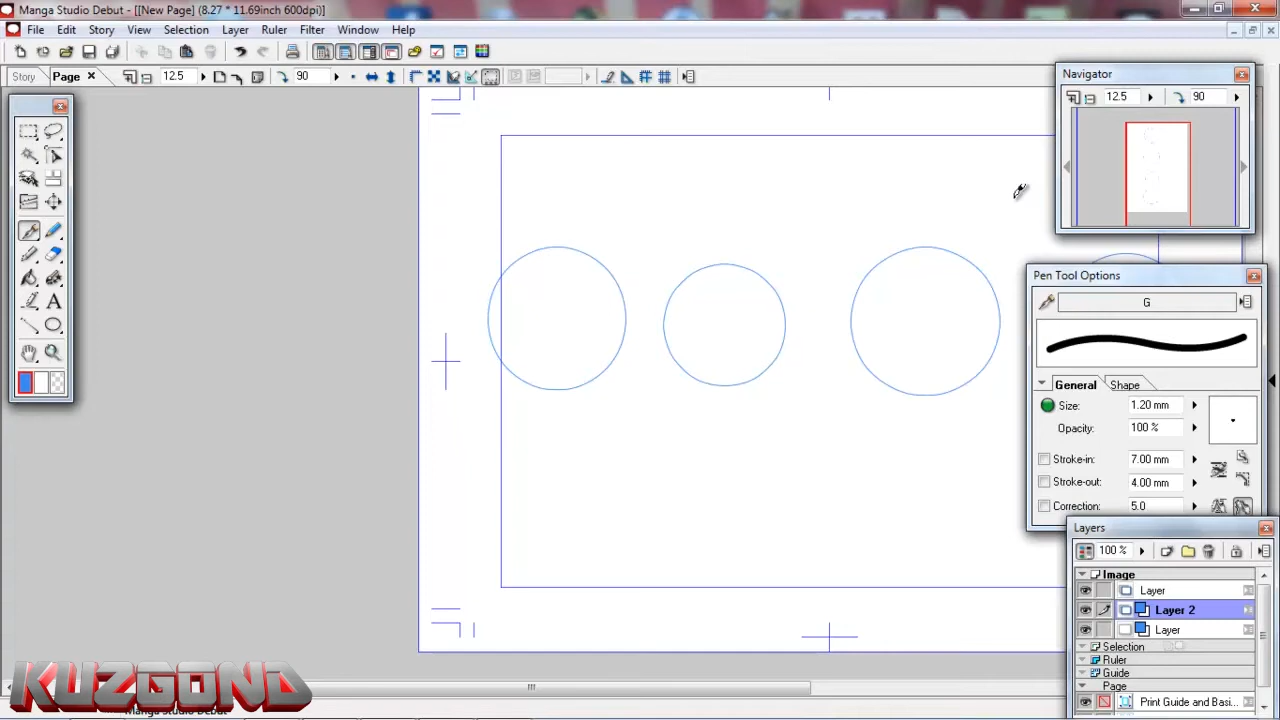 Manga Studio Debut - [[New Page] (8.27 * 11.69inch 600dpi)]
File Edit Story View Selection Layer Ruler Filter Window Help
Story Page 12.5 90
Navigator
12.5 90
Pen Tool Options
G
General Shape
Size: 1.20 mm
Opacity: 100 %
Stroke-in: 7.00 mm
Stroke-out: 4.00 mm
Correction: 5.0
Layers
100 %
Image
Layer
Layer 2
Layer
Selection
Ruler
Guide
Page
Print Guide and Basi...
A
KUZGOND
Manga Studio Debut